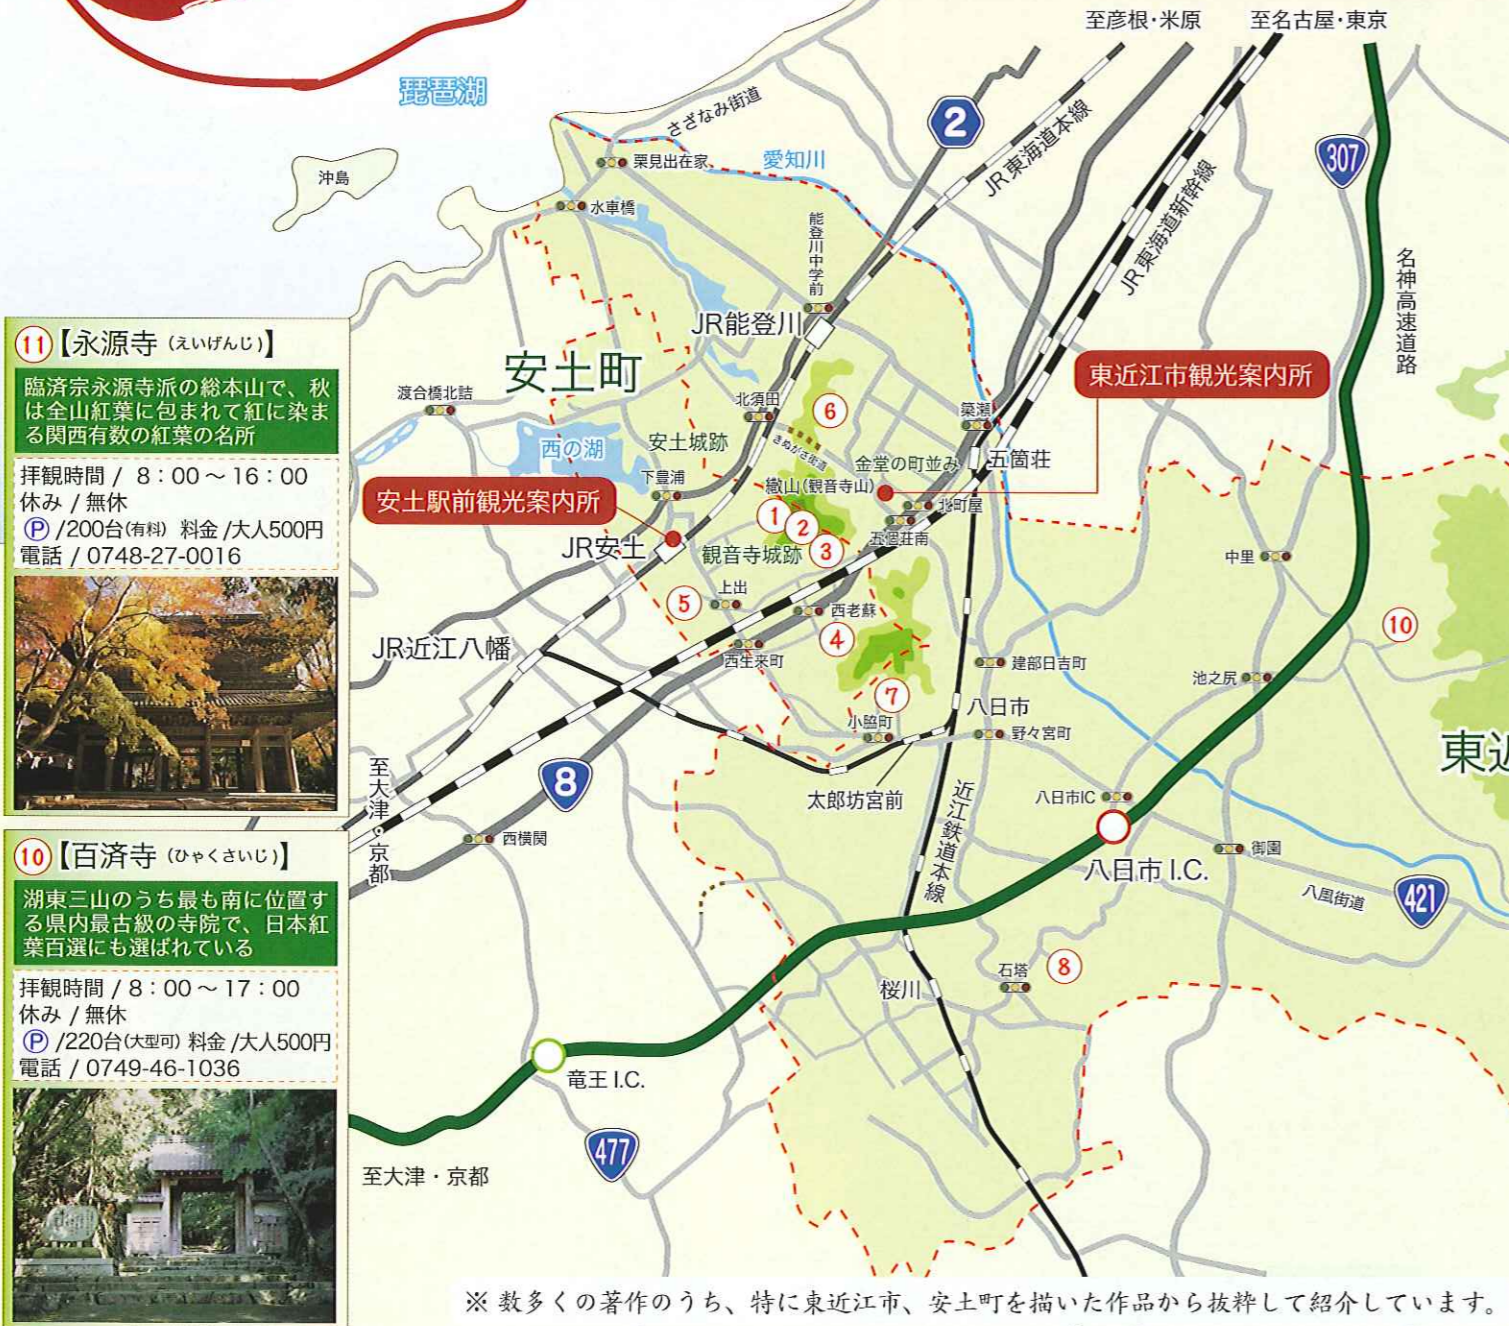 至彦根・米原
至名古屋・東京
琵琶湖
さざなみ街道
2
JR東海道本線
307
沖島
栗見出在家
愛知川
水車橋
能登川中学前
JR東海道新幹線
名神高速道路
JR能登川
安土町
東近江市観光案内所
渡合橋北詰
北須田
6
簗瀬
西の湖
安土城跡
きぬがさ街道
金堂の町並み
五箇荘
下豊浦
繖山(観音寺山)
安土駅前観光案内所
北町屋
1
2
3
五個荘南
JR安土
観音寺城跡
中里
5
上出
西老蘇
4
10
JR近江八幡
西生来町
建部日吉町
池之尻
7
八日市
小脇町
野々宮町
東近
至大津・京都
8
太郎坊宮前
近江鉄道本線
八日市IC
西横関
御園
八日市 I.C.
八風街道
421
8
石塔
桜川
竜王 I.C.
477
至大津・京都
11【永源寺（えいげんじ）】
臨済宗永源寺派の総本山で、秋
は全山紅葉に包まれて紅に染ま
る関西有数の紅葉の名所
拝観時間 / 8：00～16：00
休み / 無休
Ⓟ /200台(有料) 料金 /大人500円
電話 / 0748-27-0016
10【百済寺（ひゃくさいじ）】
湖東三山のうち最も南に位置す
る県内最古級の寺院で、日本紅
葉百選にも選ばれている
拝観時間 / 8：00～17：00
休み / 無休
Ⓟ /220台(大型可) 料金 /大人500円
電話 / 0749-46-1036
※ 数多くの著作のうち、特に東近江市、安土町を描いた作品から抜粋して紹介しています。